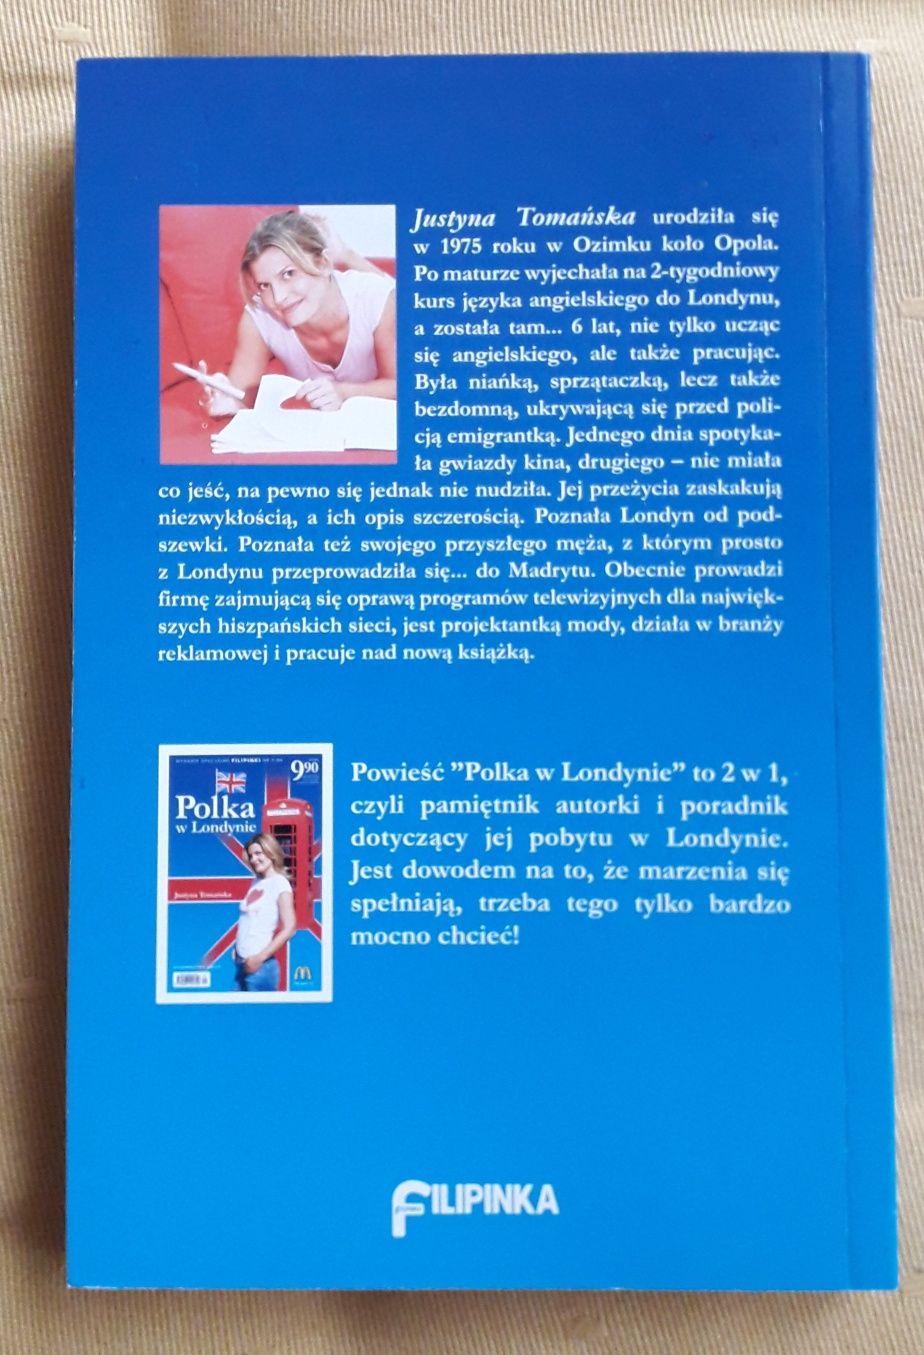 Justyna Tomańska urodziła się
w 1975 roku w Ozimku koło Opola.
Po maturze wyjechała na 2-tygodniowy
kurs języka angielskiego do Londynu,
a została tam... 6 lat, nie tylko ucząc
się angielskiego, ale także pracując.
Była niańką, sprzątaczką, lecz także
bezdomną, ukrywającą się przed poli-
cją emigrantką. Jednego dnia spotyka-
ła gwiazdy kina, drugiego – nie miała
co jeść, na pewno się jednak nie nudziła. Jej przeżycia zaskakują
niezwykłością, a ich opis szczerością. Poznała Londyn od pod-
szewki. Poznała też swojego przyszłego męża, z którym prosto
z Londynu przeprowadziła się... do Madrytu. Obecnie prowadzi
firmę zajmującą się oprawą programów telewizyjnych dla najwięk-
szych hiszpańskich sieci, jest projektantką mody, działa w branży
reklamowej i pracuje nad nową książką.
9,90
Polka
w Londynie
Justyna Tomańska
Powieść ”Polka w Londynie” to 2 w 1,
czyli pamiętnik autorki i poradnik
dotyczący jej pobytu w Londynie.
Jest dowodem na to, że marzenia się
spełniają, trzeba tego tylko bardzo
mocno chcieć!
FILIPINKA